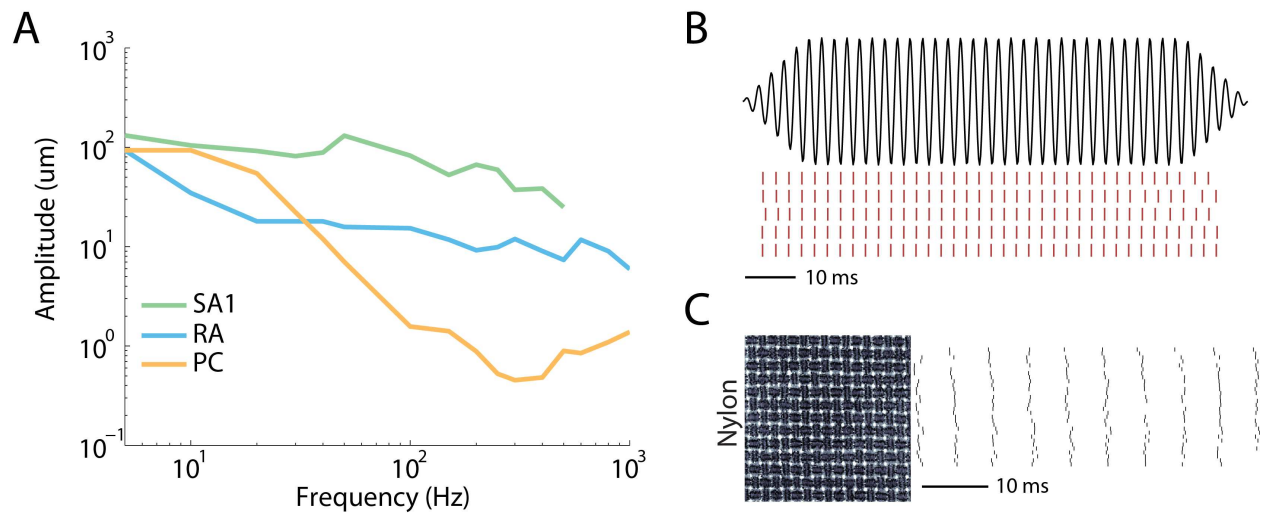 A
10³
10²
10¹
10⁰
10⁻¹
Amplitude (um)
SA1
RA
PC
10¹
10²
10³
Frequency (Hz)
B
10 ms
C
Nylon
10 ms